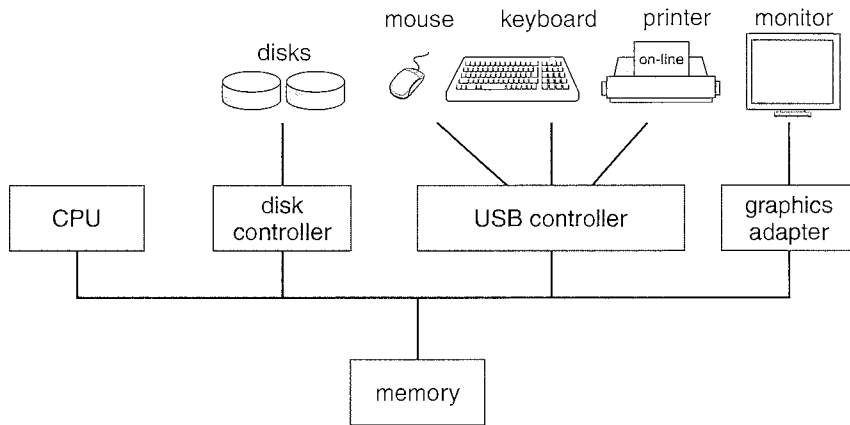 mouse keyboard printer monitor
disks
on-line
CPU
disk
controller
USB controller
graphics
adapter
memory